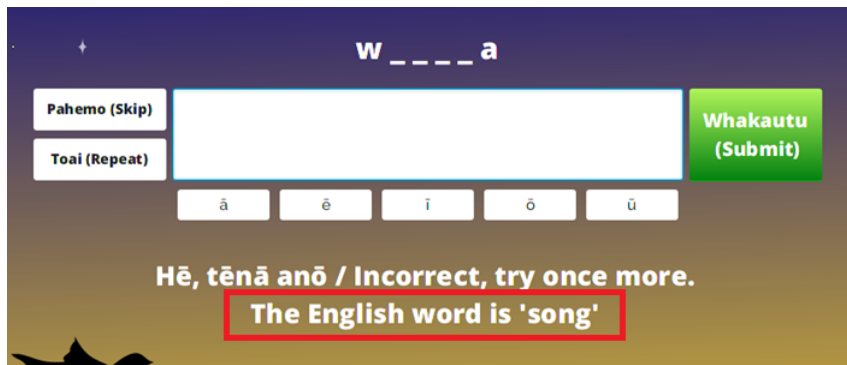 w _ _ _ _ a
Pahemo (Skip)
Toai (Repeat)
Whakautu
(Submit)
ā ē ī ō ū
Hē, tēnā anō / Incorrect, try once more.
The English word is 'song'